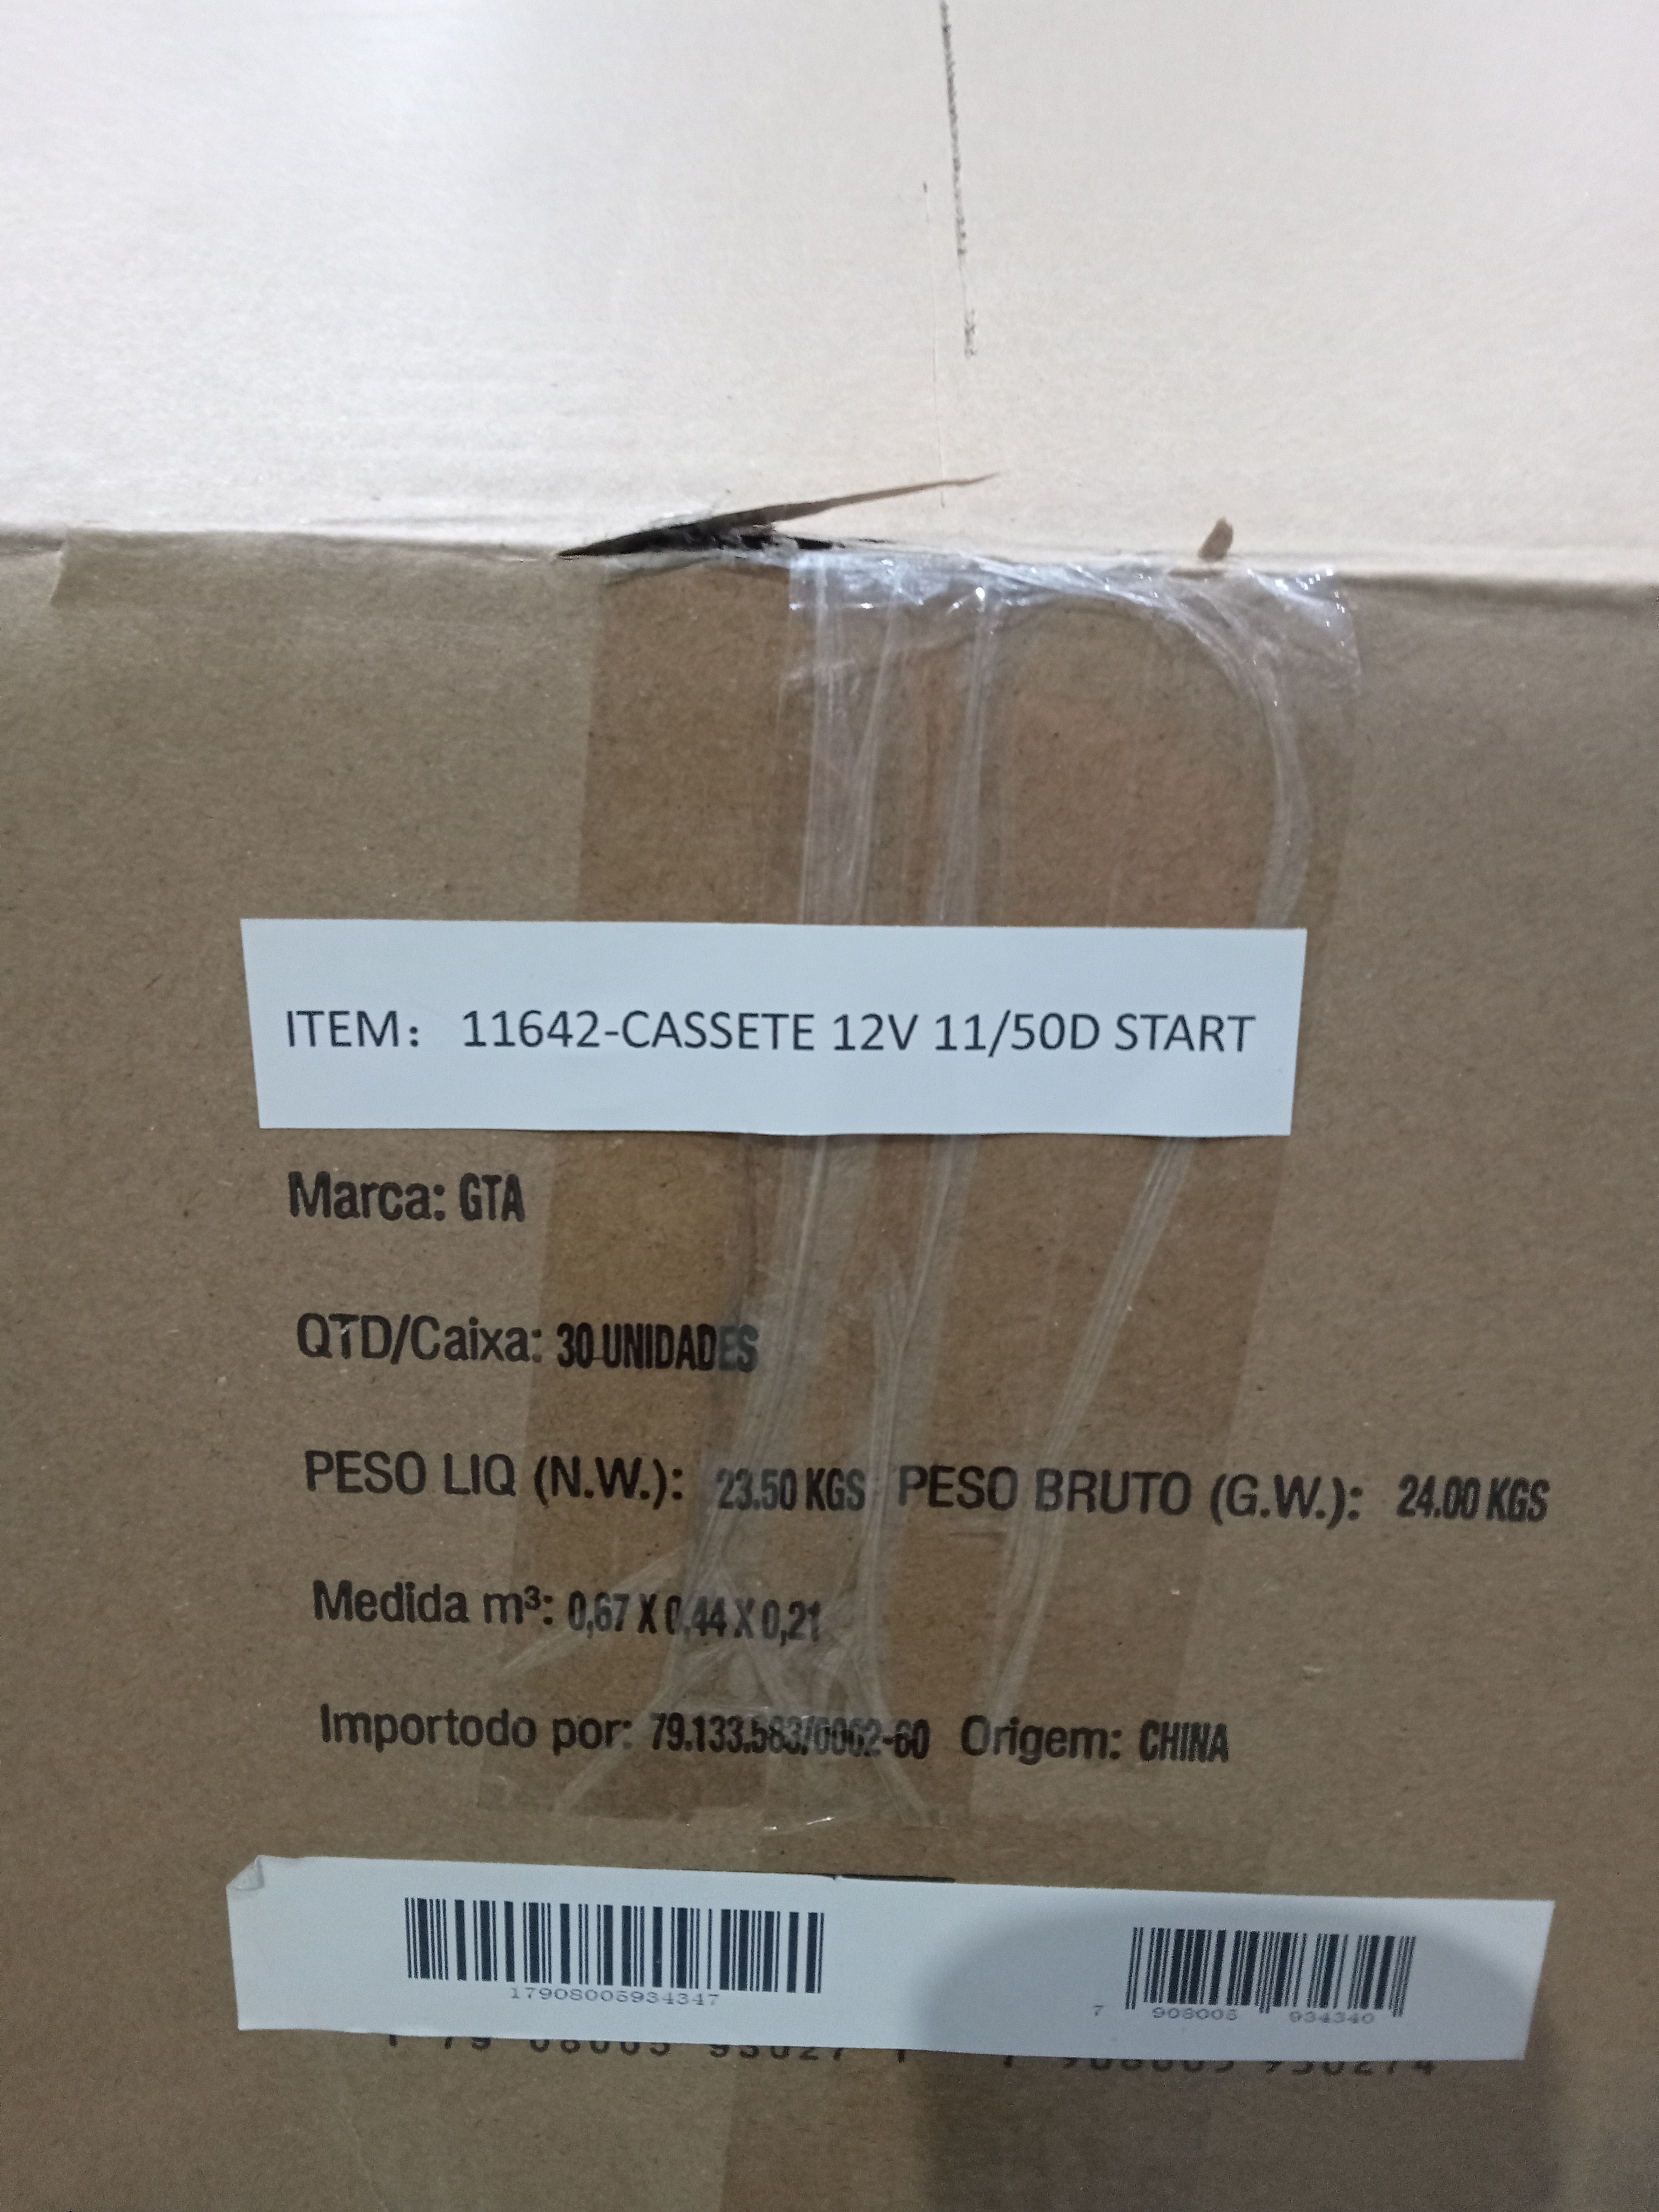 ITEM: 11642-CASSETE 12V 11/50D START
Marca: GTA
QTD/Caixa: 30 UNIDADES
PESO LIQ (N.W.): 23.50 KGS PESO BRUTO (G.W.): 24.00 KGS
Medida m³: 0,67 X 0,44 X 0,21
Importodo por: 79.133.583/0002-60 Origem: CHINA
17908005934347 7 908005 934340